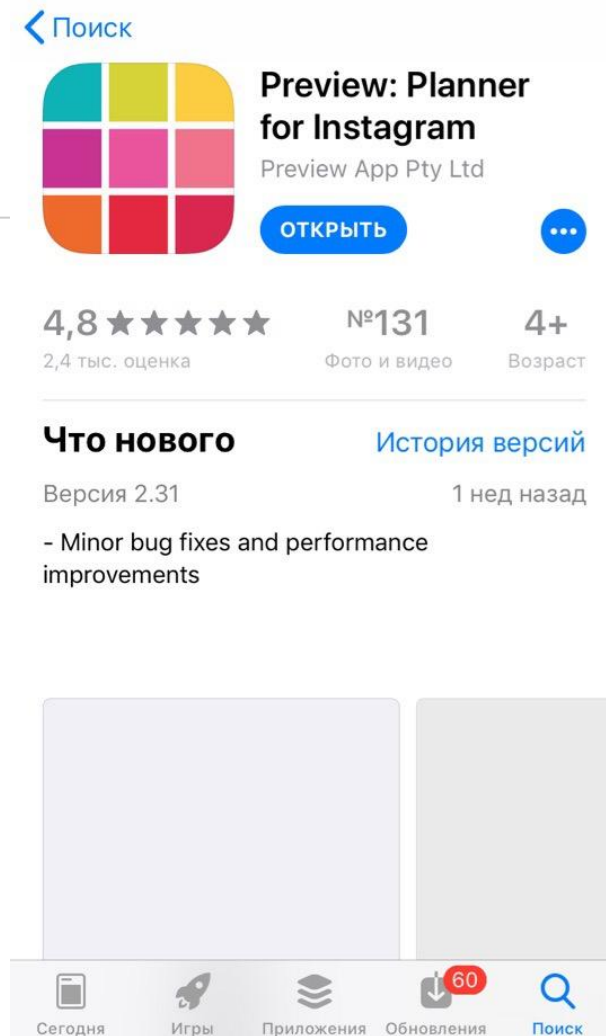 Поиск
Preview: Planner
for Instagram
Preview App Pty Ltd
ОТКРЫТЬ
4,8 №131 4+
2,4 тыс. оценка Фото и видео Возраст
Что нового История версий
Версия 2.31 1 нед назад
- Minor bug fixes and performance
improvements
60
Сегодня Игры Приложения Обновления Поиск